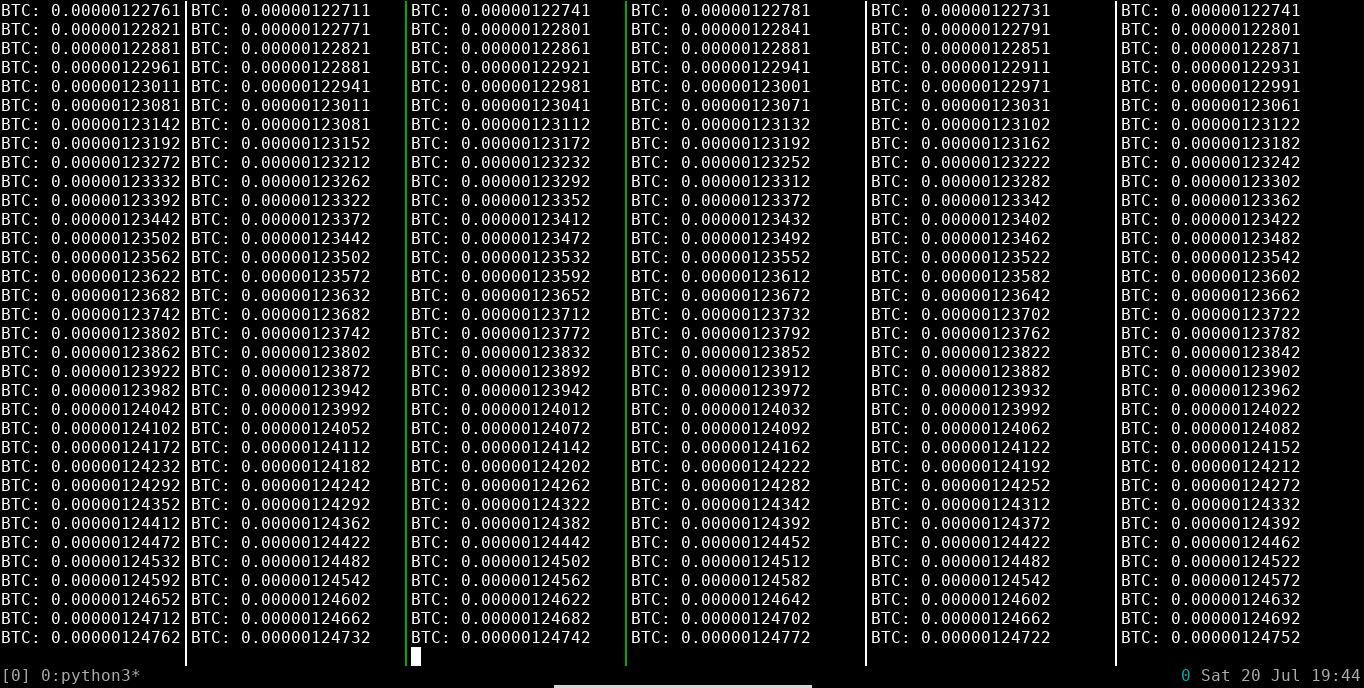 BTC: 0.00000122761 BTC: 0.00000122711 BTC: 0.00000122741 BTC: 0.00000122781 BTC: 0.00000122731 BTC: 0.00000122741
BTC: 0.00000122821 BTC: 0.00000122771 BTC: 0.00000122801 BTC: 0.00000122841 BTC: 0.00000122791 BTC: 0.00000122801
BTC: 0.00000122881 BTC: 0.00000122821 BTC: 0.00000122861 BTC: 0.00000122881 BTC: 0.00000122851 BTC: 0.00000122871
BTC: 0.00000122961 BTC: 0.00000122881 BTC: 0.00000122921 BTC: 0.00000122941 BTC: 0.00000122911 BTC: 0.00000122931
BTC: 0.00000123011 BTC: 0.00000122941 BTC: 0.00000122981 BTC: 0.00000123001 BTC: 0.00000122971 BTC: 0.00000122991
BTC: 0.00000123081 BTC: 0.00000123011 BTC: 0.00000123041 BTC: 0.00000123071 BTC: 0.00000123031 BTC: 0.00000123061
BTC: 0.00000123142 BTC: 0.00000123081 BTC: 0.00000123112 BTC: 0.00000123132 BTC: 0.00000123102 BTC: 0.00000123122
BTC: 0.00000123192 BTC: 0.00000123152 BTC: 0.00000123172 BTC: 0.00000123192 BTC: 0.00000123162 BTC: 0.00000123182
BTC: 0.00000123272 BTC: 0.00000123212 BTC: 0.00000123232 BTC: 0.00000123252 BTC: 0.00000123222 BTC: 0.00000123242
BTC: 0.00000123332 BTC: 0.00000123262 BTC: 0.00000123292 BTC: 0.00000123312 BTC: 0.00000123282 BTC: 0.00000123302
BTC: 0.00000123392 BTC: 0.00000123322 BTC: 0.00000123352 BTC: 0.00000123372 BTC: 0.00000123342 BTC: 0.00000123362
BTC: 0.00000123442 BTC: 0.00000123372 BTC: 0.00000123412 BTC: 0.00000123432 BTC: 0.00000123402 BTC: 0.00000123422
BTC: 0.00000123502 BTC: 0.00000123442 BTC: 0.00000123472 BTC: 0.00000123492 BTC: 0.00000123462 BTC: 0.00000123482
BTC: 0.00000123562 BTC: 0.00000123502 BTC: 0.00000123532 BTC: 0.00000123552 BTC: 0.00000123522 BTC: 0.00000123542
BTC: 0.00000123622 BTC: 0.00000123572 BTC: 0.00000123592 BTC: 0.00000123612 BTC: 0.00000123582 BTC: 0.00000123602
BTC: 0.00000123682 BTC: 0.00000123632 BTC: 0.00000123652 BTC: 0.00000123672 BTC: 0.00000123642 BTC: 0.00000123662
BTC: 0.00000123742 BTC: 0.00000123682 BTC: 0.00000123712 BTC: 0.00000123732 BTC: 0.00000123702 BTC: 0.00000123722
BTC: 0.00000123802 BTC: 0.00000123742 BTC: 0.00000123772 BTC: 0.00000123792 BTC: 0.00000123762 BTC: 0.00000123782
BTC: 0.00000123862 BTC: 0.00000123802 BTC: 0.00000123832 BTC: 0.00000123852 BTC: 0.00000123822 BTC: 0.00000123842
BTC: 0.00000123922 BTC: 0.00000123872 BTC: 0.00000123892 BTC: 0.00000123912 BTC: 0.00000123882 BTC: 0.00000123902
BTC: 0.00000123982 BTC: 0.00000123942 BTC: 0.00000123942 BTC: 0.00000123972 BTC: 0.00000123932 BTC: 0.00000123962
BTC: 0.00000124042 BTC: 0.00000123992 BTC: 0.00000124012 BTC: 0.00000124032 BTC: 0.00000123992 BTC: 0.00000124022
BTC: 0.00000124102 BTC: 0.00000124052 BTC: 0.00000124072 BTC: 0.00000124092 BTC: 0.00000124062 BTC: 0.00000124082
BTC: 0.00000124172 BTC: 0.00000124112 BTC: 0.00000124142 BTC: 0.00000124162 BTC: 0.00000124122 BTC: 0.00000124152
BTC: 0.00000124232 BTC: 0.00000124182 BTC: 0.00000124202 BTC: 0.00000124222 BTC: 0.00000124192 BTC: 0.00000124212
BTC: 0.00000124292 BTC: 0.00000124242 BTC: 0.00000124262 BTC: 0.00000124282 BTC: 0.00000124252 BTC: 0.00000124272
BTC: 0.00000124352 BTC: 0.00000124292 BTC: 0.00000124322 BTC: 0.00000124342 BTC: 0.00000124312 BTC: 0.00000124332
BTC: 0.00000124412 BTC: 0.00000124362 BTC: 0.00000124382 BTC: 0.00000124392 BTC: 0.00000124372 BTC: 0.00000124392
BTC: 0.00000124472 BTC: 0.00000124422 BTC: 0.00000124442 BTC: 0.00000124452 BTC: 0.00000124422 BTC: 0.00000124462
BTC: 0.00000124532 BTC: 0.00000124482 BTC: 0.00000124502 BTC: 0.00000124512 BTC: 0.00000124482 BTC: 0.00000124522
BTC: 0.00000124592 BTC: 0.00000124542 BTC: 0.00000124562 BTC: 0.00000124582 BTC: 0.00000124542 BTC: 0.00000124572
BTC: 0.00000124652 BTC: 0.00000124602 BTC: 0.00000124622 BTC: 0.00000124642 BTC: 0.00000124602 BTC: 0.00000124632
BTC: 0.00000124712 BTC: 0.00000124662 BTC: 0.00000124682 BTC: 0.00000124702 BTC: 0.00000124662 BTC: 0.00000124692
BTC: 0.00000124762 BTC: 0.00000124732 BTC: 0.00000124742 BTC: 0.00000124772 BTC: 0.00000124722 BTC: 0.00000124752
[0] 0:python3* 0 Sat 20 Jul 19:44